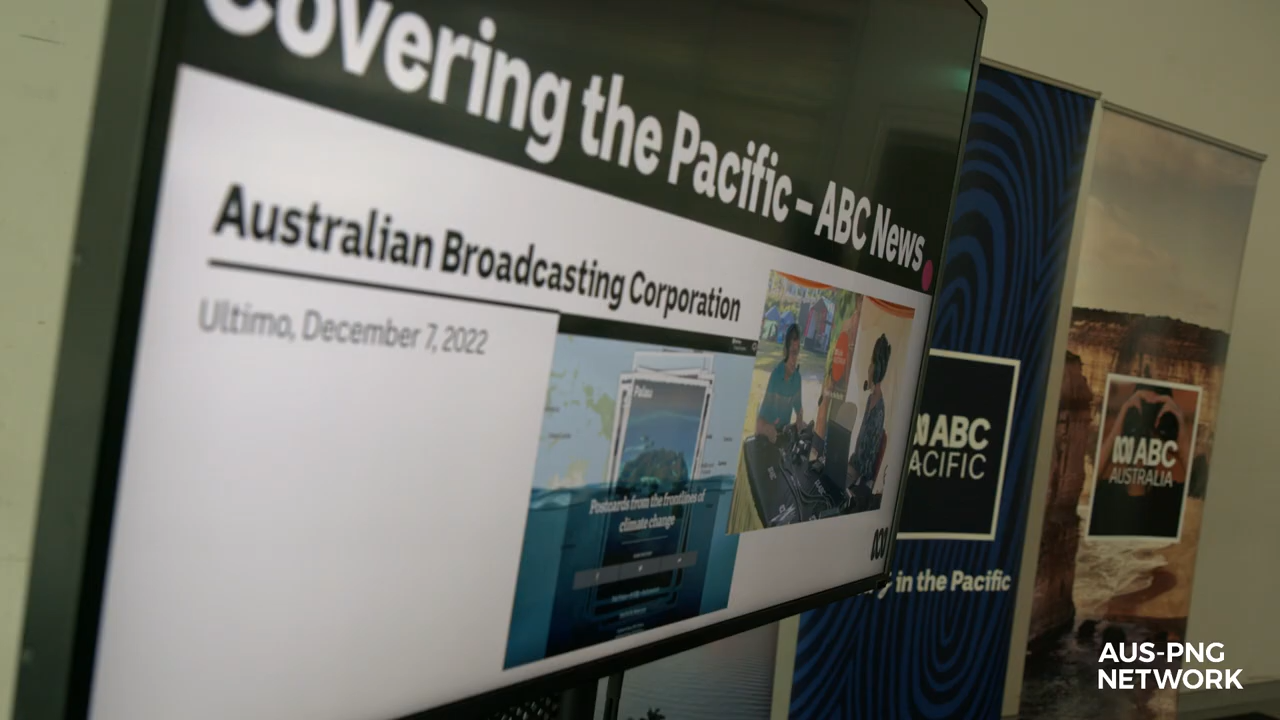 Covering the Pacific – ABC News
Australian Broadcasting Corporation
Ultimo, December 7, 2022
Palau
Postcards from the frontlines of
climate change
ABC
PACIFIC
in the Pacific
ABC
AUSTRALIA
AUS-PNG
NETWORK